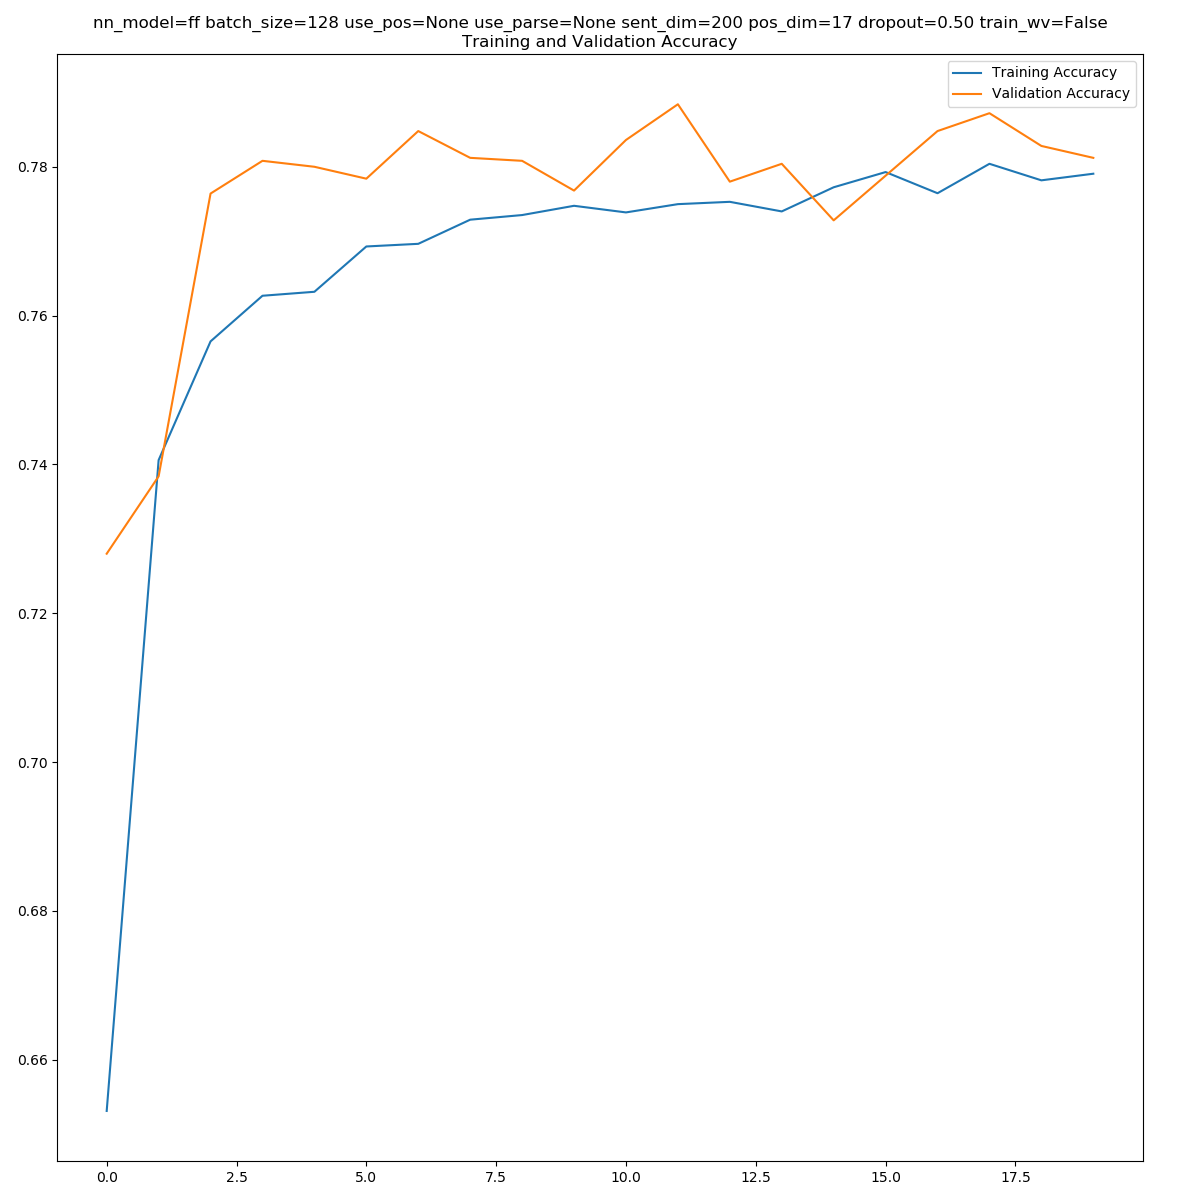 nn_model=ff batch_size=128 use_pos=None use_parse=None sent_dim=200 pos_dim=17 dropout=0.50 train_wv=False
Training and Validation Accuracy
Training Accuracy
Validation Accuracy
0.78
0.76
0.74
0.72
0.70
0.68
0.66
0.0 2.5 5.0 7.5 10.0 12.5 15.0 17.5